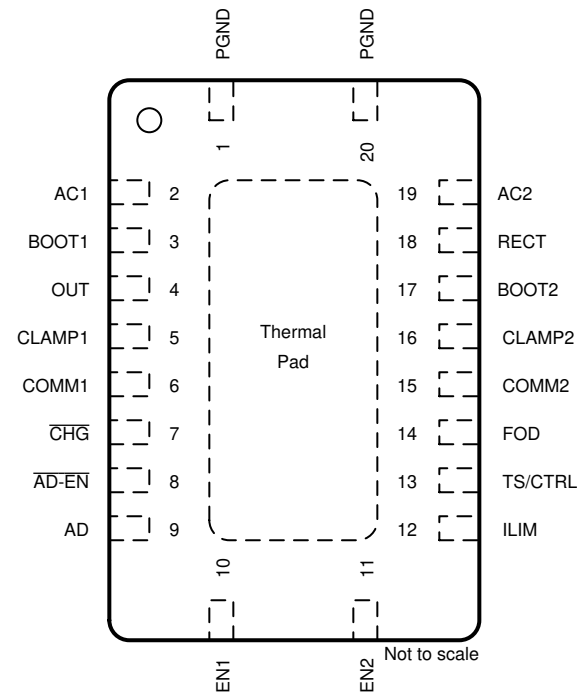 PGND
PGND
1
20
AC1 2 19 AC2
BOOT1 3 18 RECT
OUT 4 17 BOOT2
CLAMP1 5 16 CLAMP2
Thermal
Pad
COMM1 6 15 COMM2
CHG 7 14 FOD
AD-EN 8 13 TS/CTRL
AD 9 12 ILIM
10
11
EN1
EN2
Not to scale